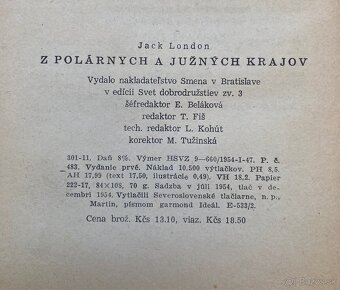 Jack London
Z POLÁRNYCH A JUŽNÝCH KRAJOV
Vydalo nakladateľstvo Smena v Bratislave
v edícii Svet dobrodružstiev zv. 3
šéfredaktor E. Beláková
redaktor T. Fiš
tech. redaktor L. Kohút
korektor M. Tužinská
301-11. Daň 8%. Výmer HSVZ 9—660/1954-I-47. P. č.
483. Vydanie prvé. Náklad 10.500 výtlačkov. PH 8,5.
AH 17,99 (text 17,50, ilustrácie 0,49). VH 18,2. Papier
222-17, 84×108, 70 g. Sadzba v júli 1954, tlač v de-
cembri 1954. Vytlačili Severoslovenské tlačiarne, n. p.,
Martin, písmom garmond Ideál. E-533/2.
Cena brož. Kčs 13.10, viaz. Kčs 18.50